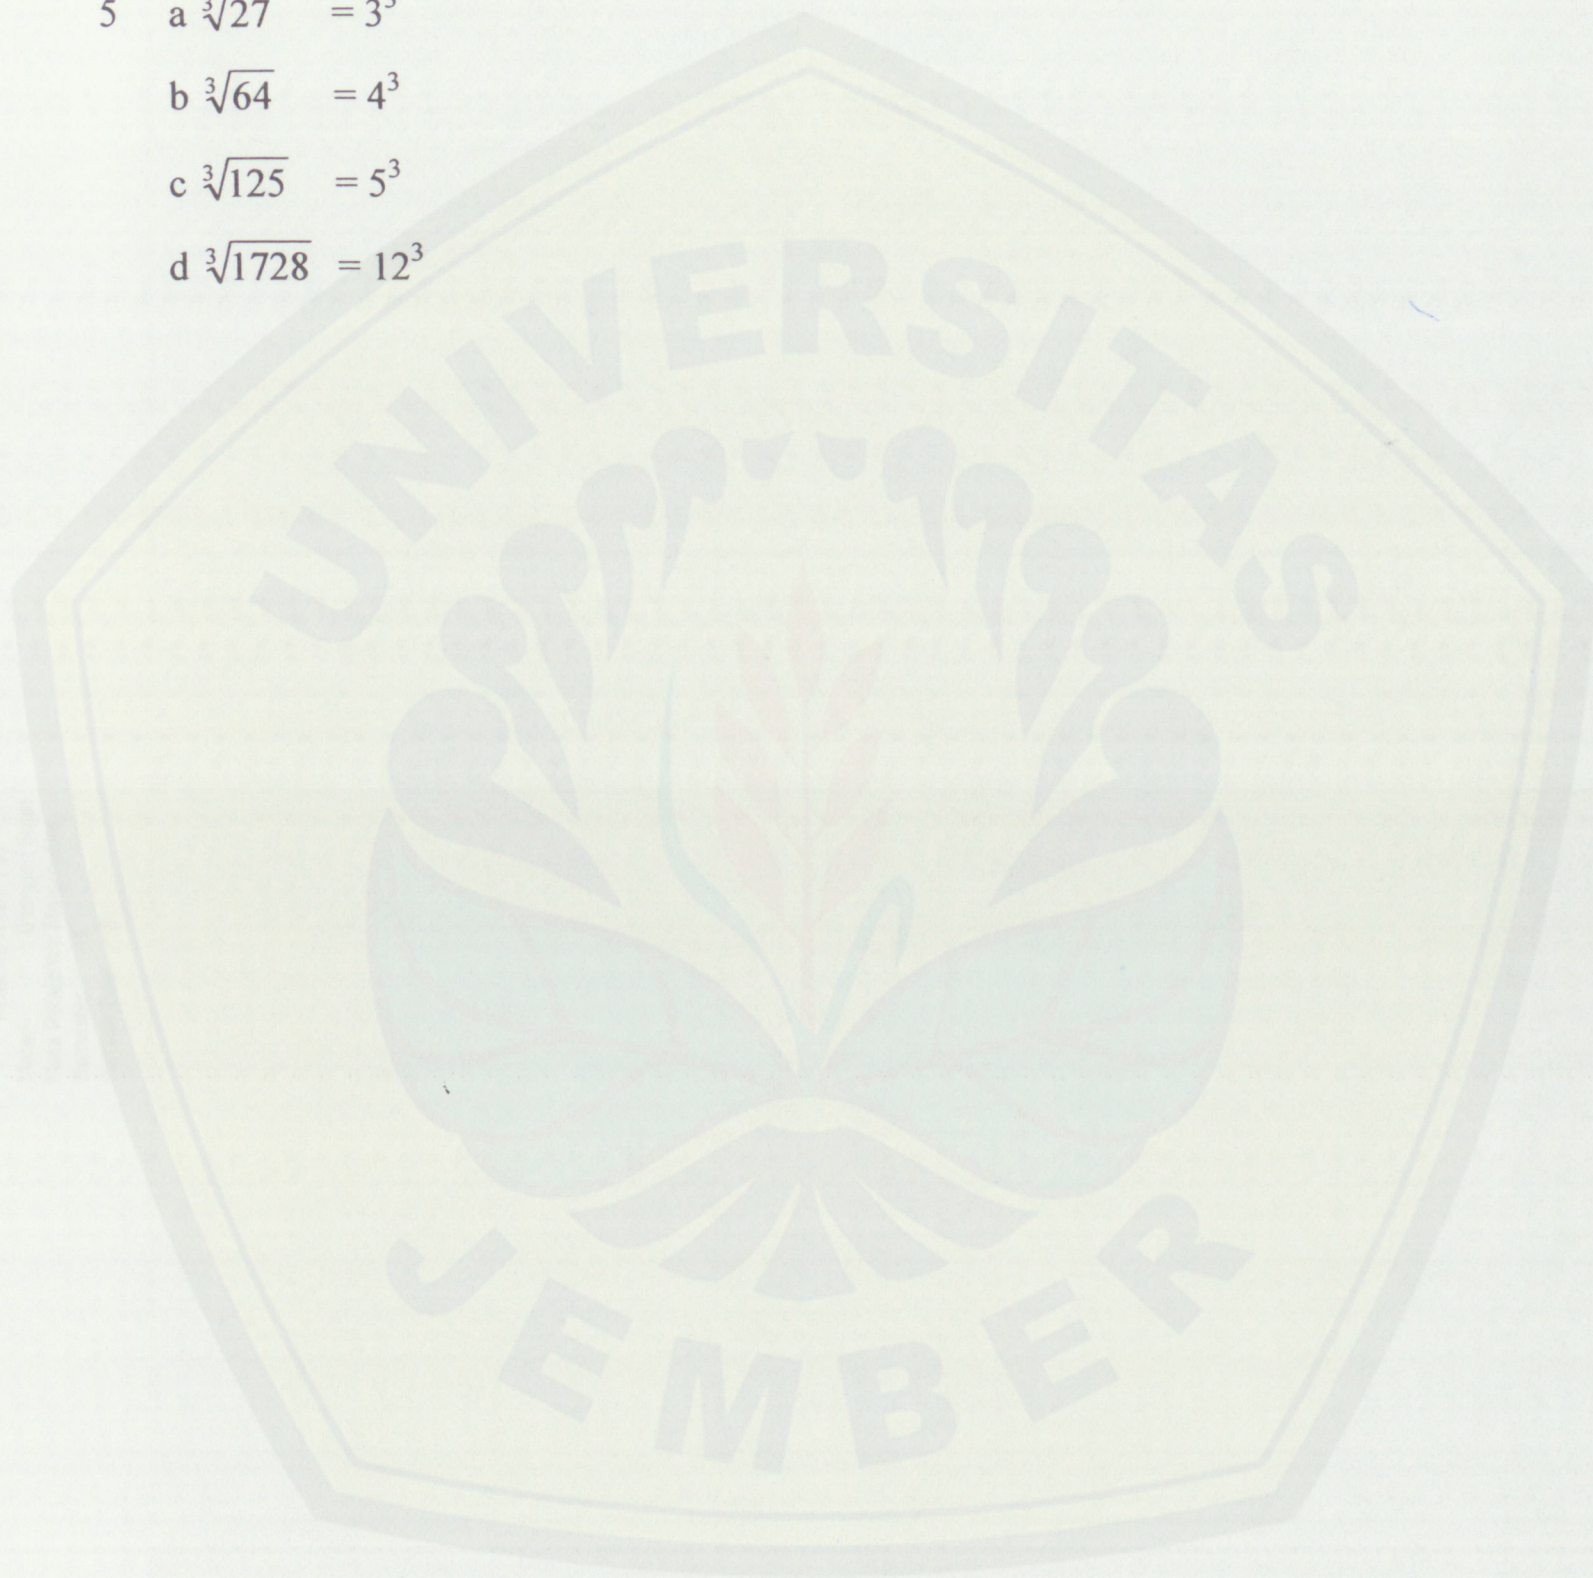 5 a ∛27 = 3³
b ∛64 = 4³
c ∛125 = 5³
d ∛1728 = 12³
UNIVERSITAS
JEMBER